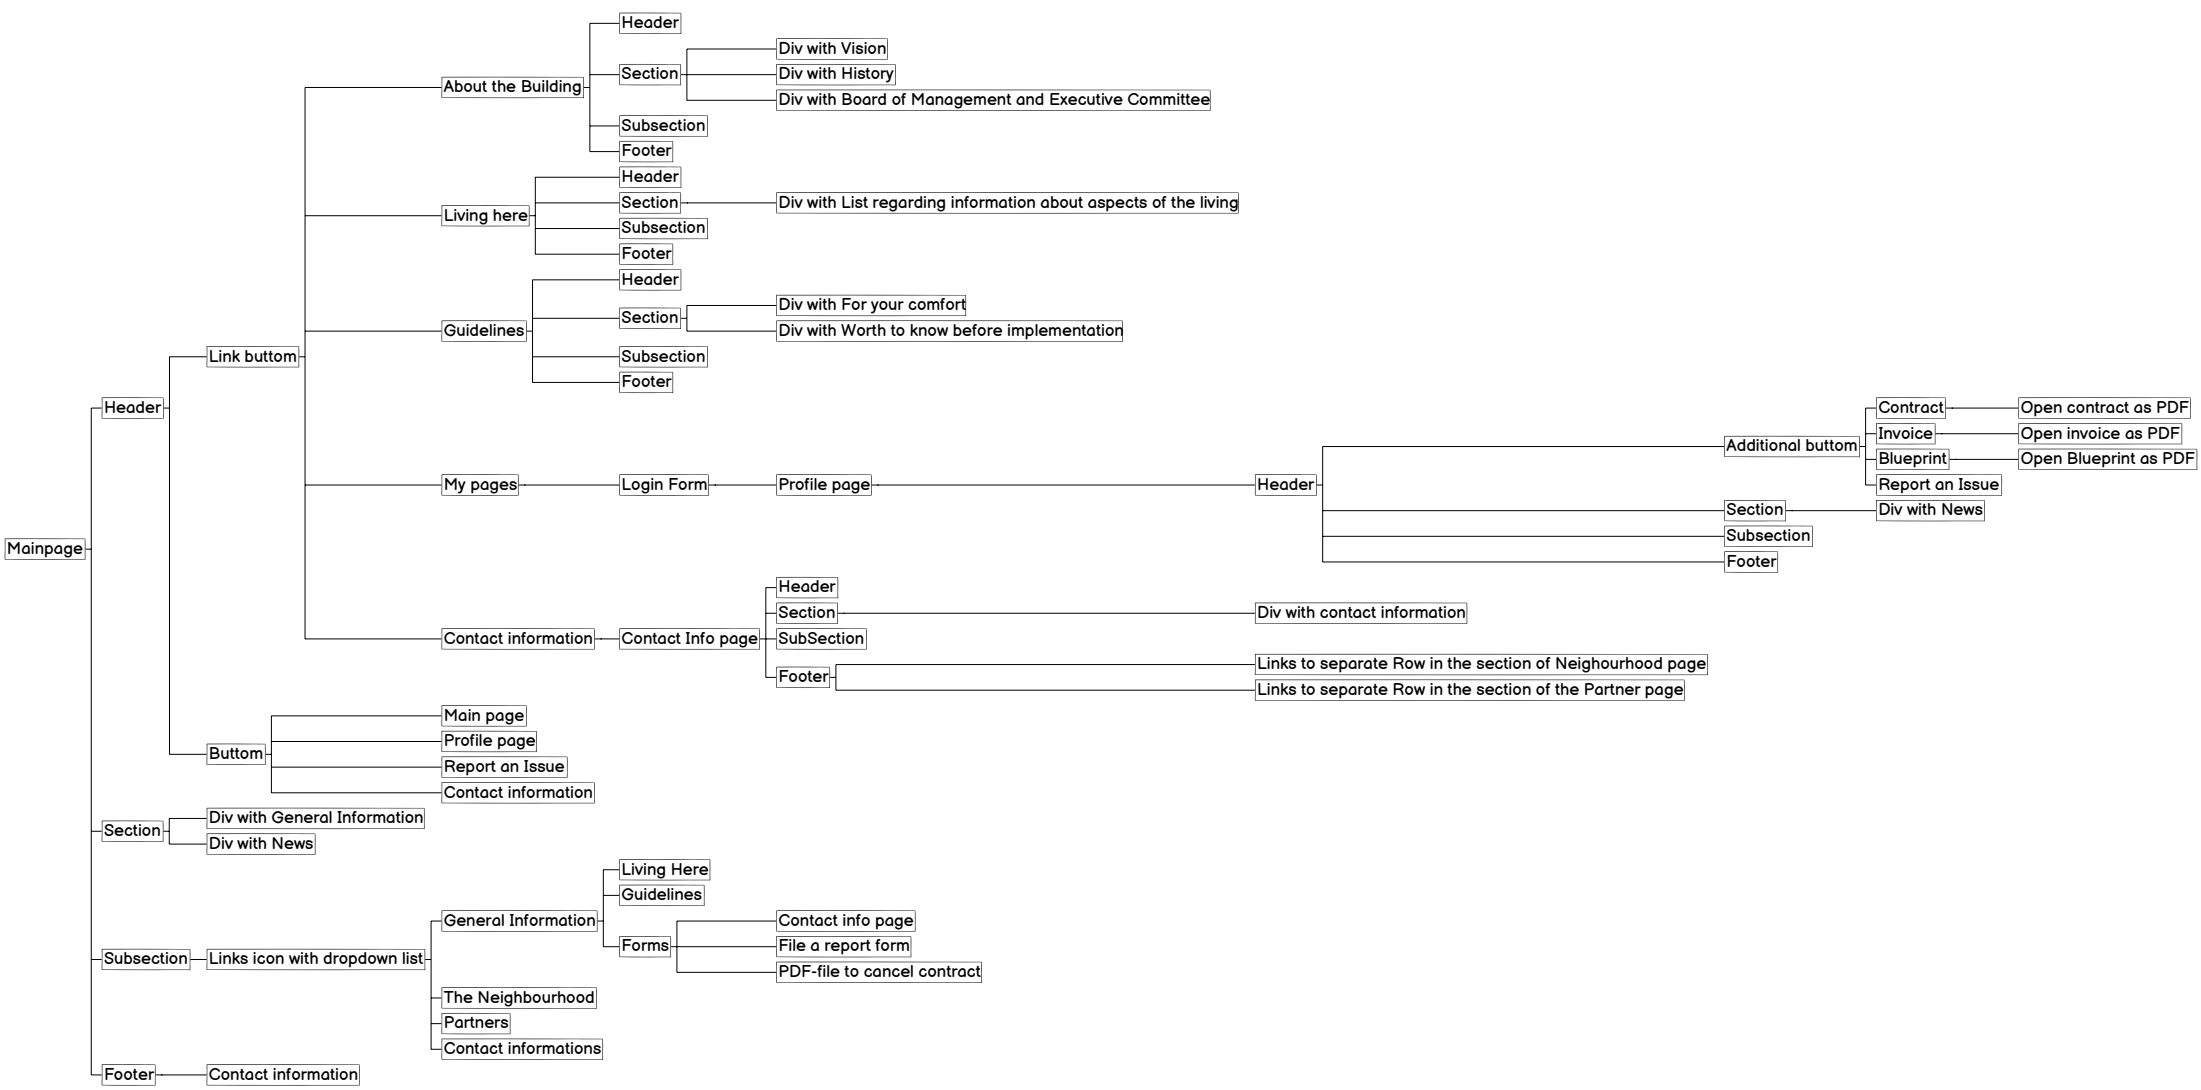 Header
Div with Vision
Section
Div with History
About the Building
Div with Board of Management and Executive Committee
Subsection
Footer
Header
Section
Div with List regarding information about aspects of the living
Living here
Subsection
Footer
Header
Div with For your comfort
Section
Guidelines
Div with Worth to know before implementation
Link buttom
Subsection
Footer
Header
Contract
Open contract as PDF
Invoice
Open invoice as PDF
Additional buttom
Blueprint
Open Blueprint as PDF
My pages
Login Form
Profile page
Header
Report an Issue
Section
Div with News
Mainpage
Subsection
Footer
Header
Section
Div with contact information
Contact information
Contact Info page
SubSection
Links to separate Row in the section of Neighourhood page
Footer
Links to separate Row in the section of the Partner page
Main page
Profile page
Buttom
Report an Issue
Contact information
Div with General Information
Section
Div with News
Living Here
Guidelines
General Information
Contact info page
Forms
File a report form
Subsection
Links icon with dropdown list
PDF-file to cancel contract
The Neighbourhood
Partners
Contact informations
Footer
Contact information